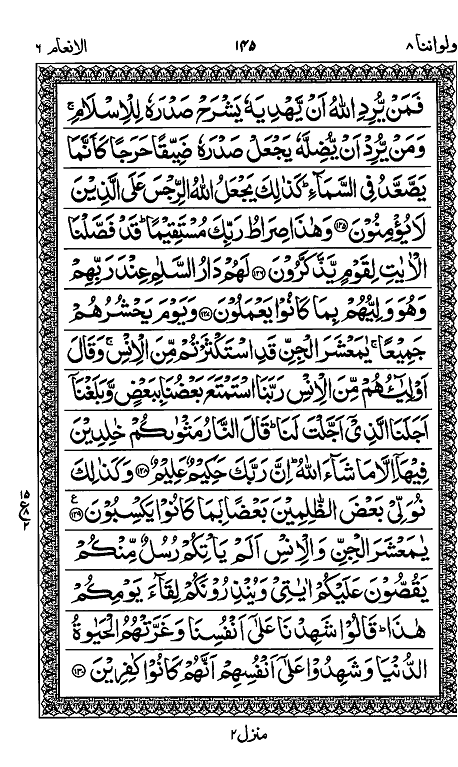 ولواننا ٨ ١٤٥ الانعام ٦
فَمَنْ يُّرِدِ اللّٰهُ اَنْ يَّهْدِيَهٗ يَشْرَحْ صَدْرَهٗ لِلْاِسْلَامِ ۚ
وَمَنْ يُّرِدْ اَنْ يُّضِلَّهٗ يَجْعَلْ صَدْرَهٗ ضَيِّقًا حَرَجًا كَاَنَّمَا
يَصَّعَّدُ فِى السَّمَآءِ ؕ كَذٰلِكَ يَجْعَلُ اللّٰهُ الرِّجْسَ عَلَى الَّذِيْنَ
لَا يُؤْمِنُوْنَ ۝١٢٥ وَهٰذَا صِرَاطُ رَبِّكَ مُسْتَقِيْمًا ؕ قَدْ فَصَّلْنَا
الْاٰيٰتِ لِقَوْمٍ يَّذَّكَّرُوْنَ ۝١٢٦ لَهُمْ دَارُ السَّلٰمِ عِنْدَ رَبِّهِمْ
وَهُوَ وَلِيُّهُمْ بِمَا كَانُوْا يَعْمَلُوْنَ ۝١٢٧ وَيَوْمَ يَحْشُرُهُمْ
جَمِيْعًا ۚ يٰمَعْشَرَ الْجِنِّ قَدِ اسْتَكْثَرْتُمْ مِّنَ الْاِنْسِ ۚ وَقَالَ
اَوْلِيٰٓؤُهُمْ مِّنَ الْاِنْسِ رَبَّنَا اسْتَمْتَعَ بَعْضُنَا بِبَعْضٍ وَّبَلَغْنَاۤ
اَجَلَنَا الَّذِىْۤ اَجَّلْتَ لَنَا ؕ قَالَ النَّارُ مَثْوٰىكُمْ خٰلِدِيْنَ
فِيْهَاۤ اِلَّا مَا شَآءَ اللّٰهُ ؕ اِنَّ رَبَّكَ حَكِيْمٌ عَلِيْمٌ ۝١٢٨ وَكَذٰلِكَ
نُوَلِّىْ بَعْضَ الظّٰلِمِيْنَ بَعْضًا بِمَا كَانُوْا يَكْسِبُوْنَ ۝١٢٩ ع
١٥ ع ٢
يٰمَعْشَرَ الْجِنِّ وَالْاِنْسِ اَلَمْ يَاْتِكُمْ رُسُلٌ مِّنْكُمْ
يَقُصُّوْنَ عَلَيْكُمْ اٰيٰتِىْ وَيُنْذِرُوْنَكُمْ لِقَآءَ يَوْمِكُمْ
هٰذَا ؕ قَالُوْا شَهِدْنَا عَلٰٓى اَنْفُسِنَا وَغَرَّتْهُمُ الْحَيٰوةُ
الدُّنْيَا وَشَهِدُوْا عَلٰٓى اَنْفُسِهِمْ اَنَّهُمْ كَانُوْا كٰفِرِيْنَ ۝١٣٠
منزل ٢